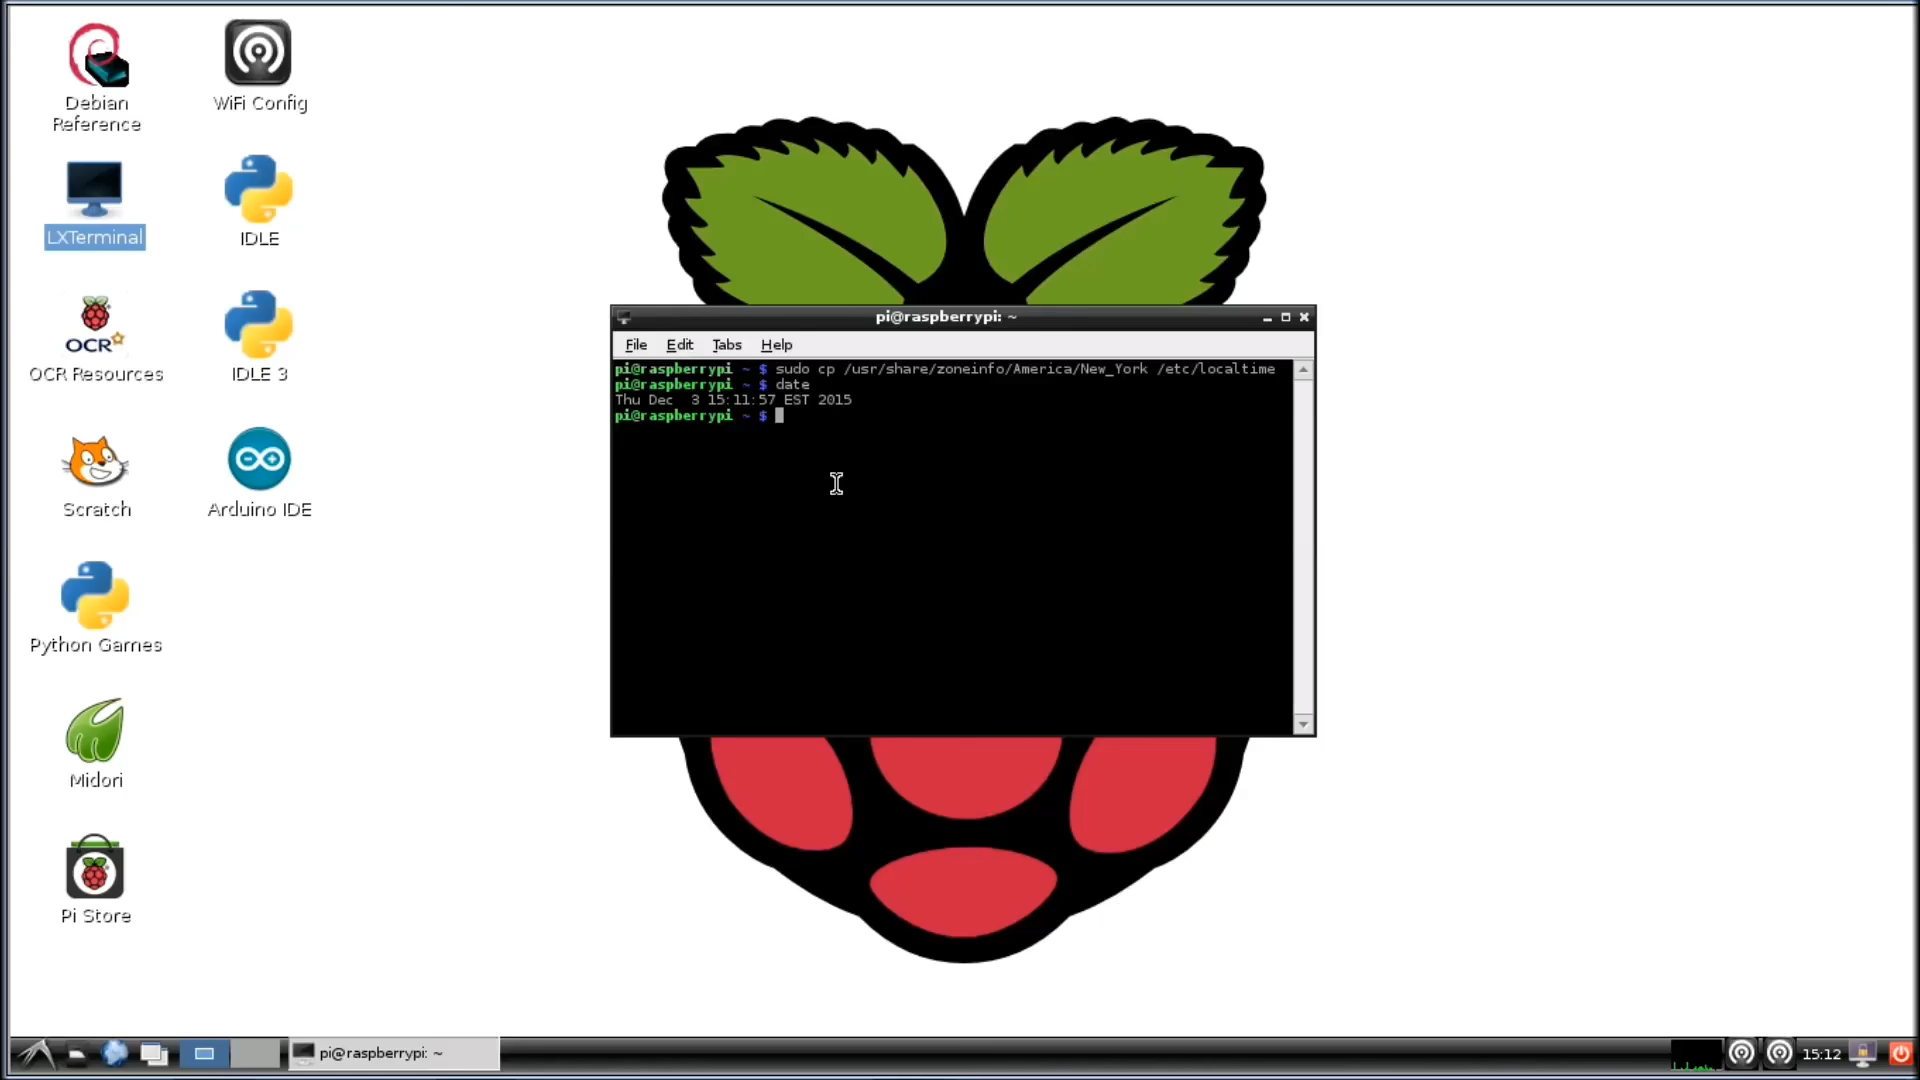 Debian
Reference
WiFi Config
LXTerminal
IDLE
OCR
OCR Resources
IDLE 3
Scratch
Arduino IDE
Python Games
Midori
Pi Store
pi@raspberrypi: ~
File Edit Tabs Help
pi@raspberrypi ~ $ sudo cp /usr/share/zoneinfo/America/New_York /etc/localtime
pi@raspberrypi ~ $ date
Thu Dec  3 15:11:57 EST 2015
pi@raspberrypi ~ $
pi@raspberrypi: ~
15:12